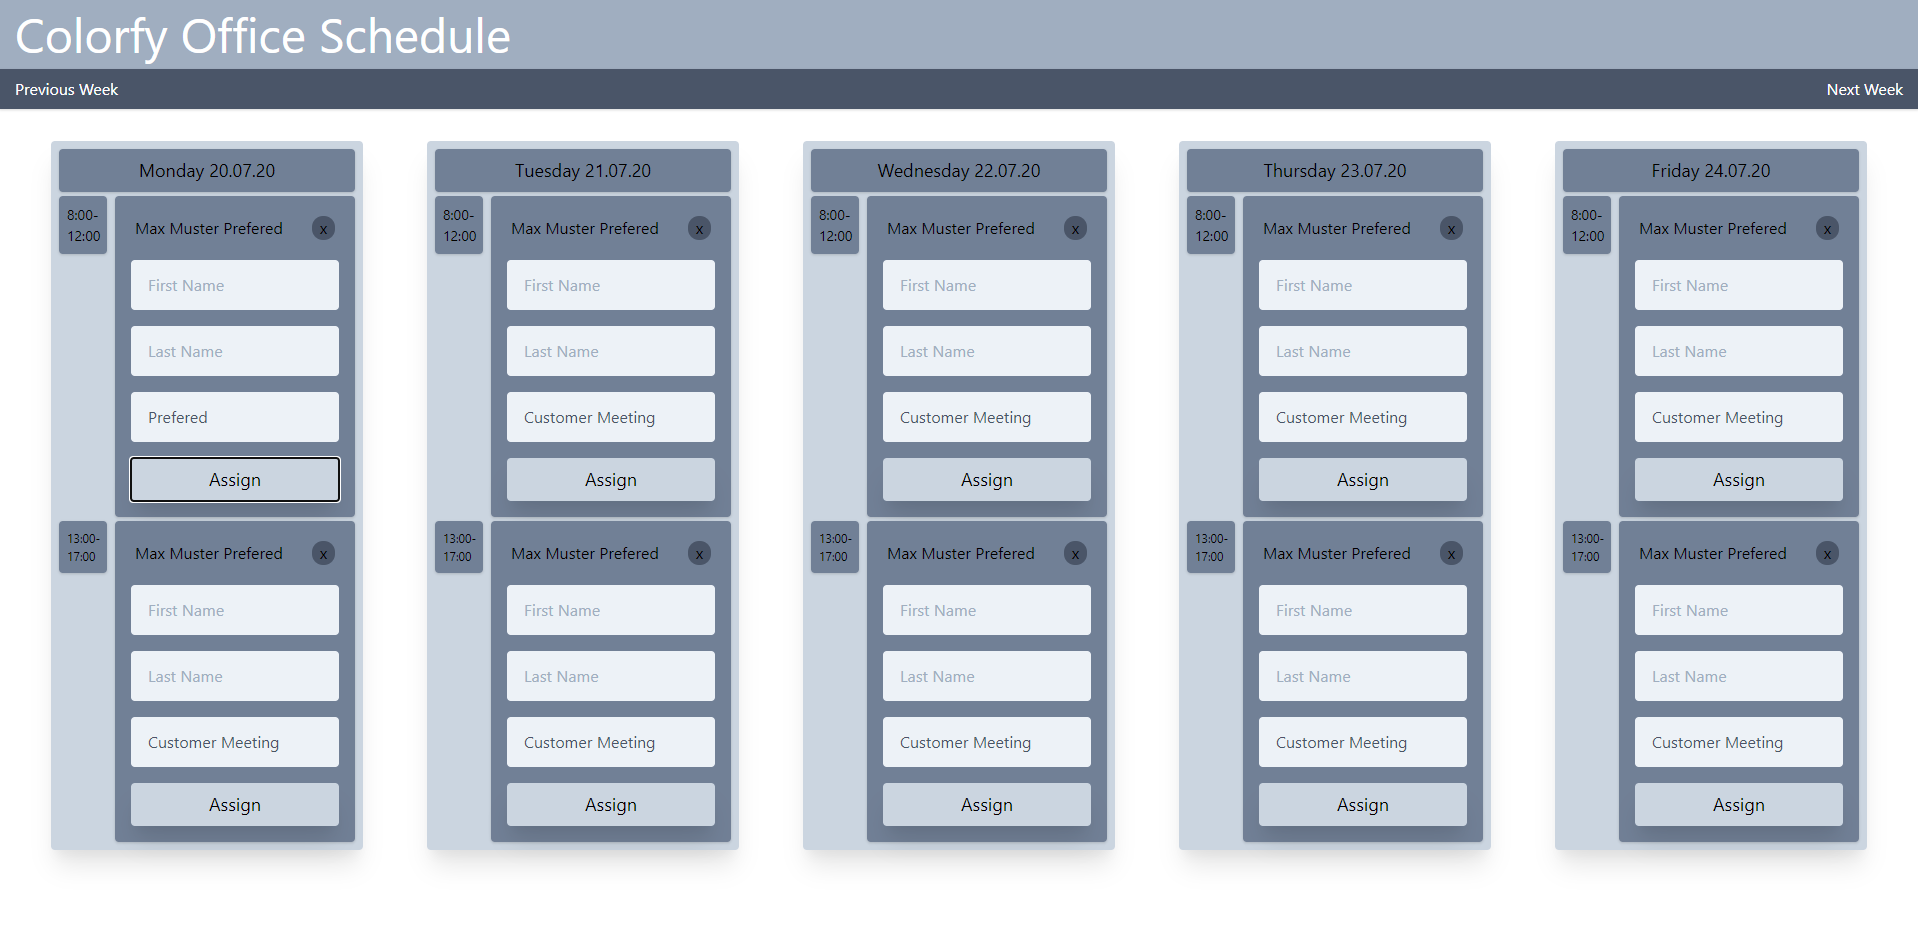 Colorfy Office Schedule
Previous Week
Next Week
Monday 20.07.20
8:00-
12:00
Max Muster Prefered
x
First Name
Last Name
Prefered
Assign
13:00-
17:00
Max Muster Prefered
x
First Name
Last Name
Customer Meeting
Assign
Tuesday 21.07.20
8:00-
12:00
Max Muster Prefered
x
First Name
Last Name
Customer Meeting
Assign
13:00-
17:00
Max Muster Prefered
x
First Name
Last Name
Customer Meeting
Assign
Wednesday 22.07.20
8:00-
12:00
Max Muster Prefered
x
First Name
Last Name
Customer Meeting
Assign
13:00-
17:00
Max Muster Prefered
x
First Name
Last Name
Customer Meeting
Assign
Thursday 23.07.20
8:00-
12:00
Max Muster Prefered
x
First Name
Last Name
Customer Meeting
Assign
13:00-
17:00
Max Muster Prefered
x
First Name
Last Name
Customer Meeting
Assign
Friday 24.07.20
8:00-
12:00
Max Muster Prefered
x
First Name
Last Name
Customer Meeting
Assign
13:00-
17:00
Max Muster Prefered
x
First Name
Last Name
Customer Meeting
Assign